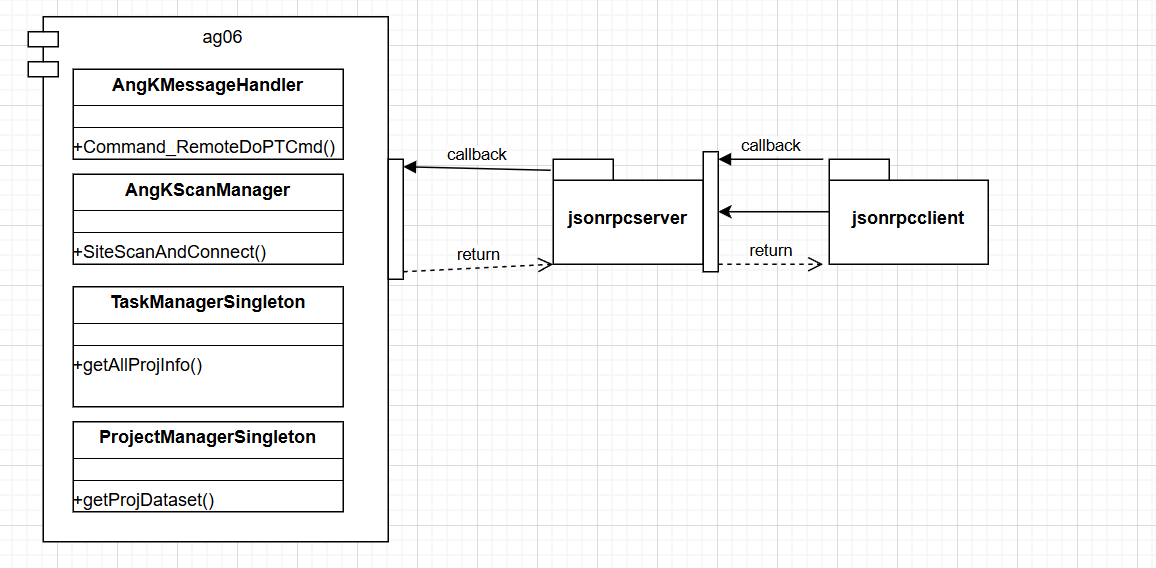 ag06
AngKMessageHandler
+Command_RemoteDoPTCmd()
AngKScanManager
+SiteScanAndConnect()
TaskManagerSingleton
+getAllProjInfo()
ProjectManagerSingleton
+getProjDataset()
callback
return
jsonrpcserver
callback
return
jsonrpcclient